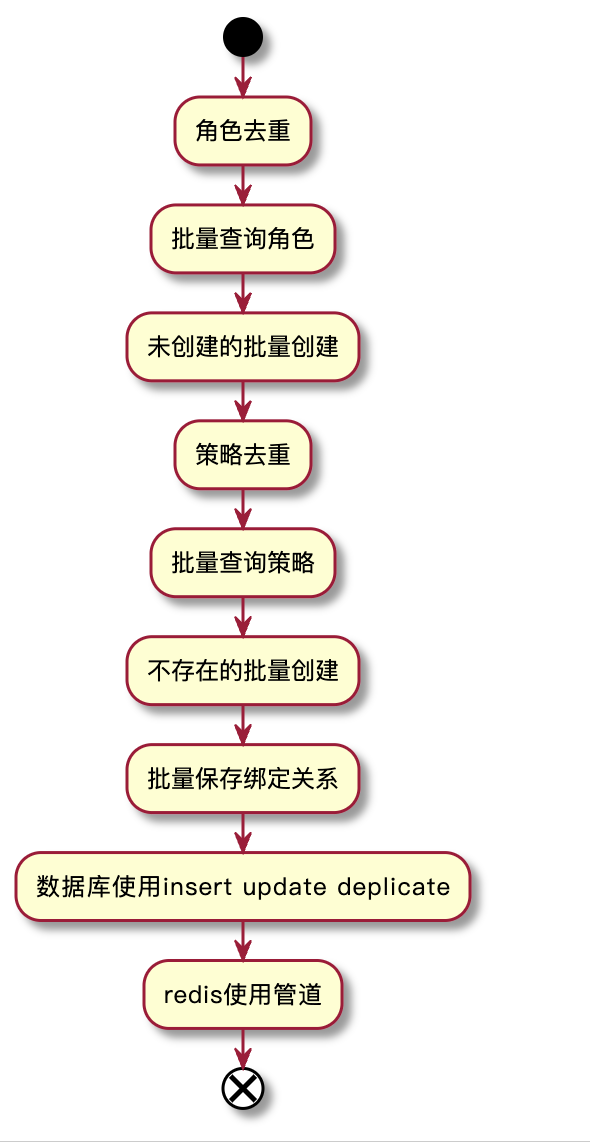 角色去重
批量查询角色
未创建的批量创建
策略去重
批量查询策略
不存在的批量创建
批量保存绑定关系
数据库使用insert update deplicate
redis使用管道